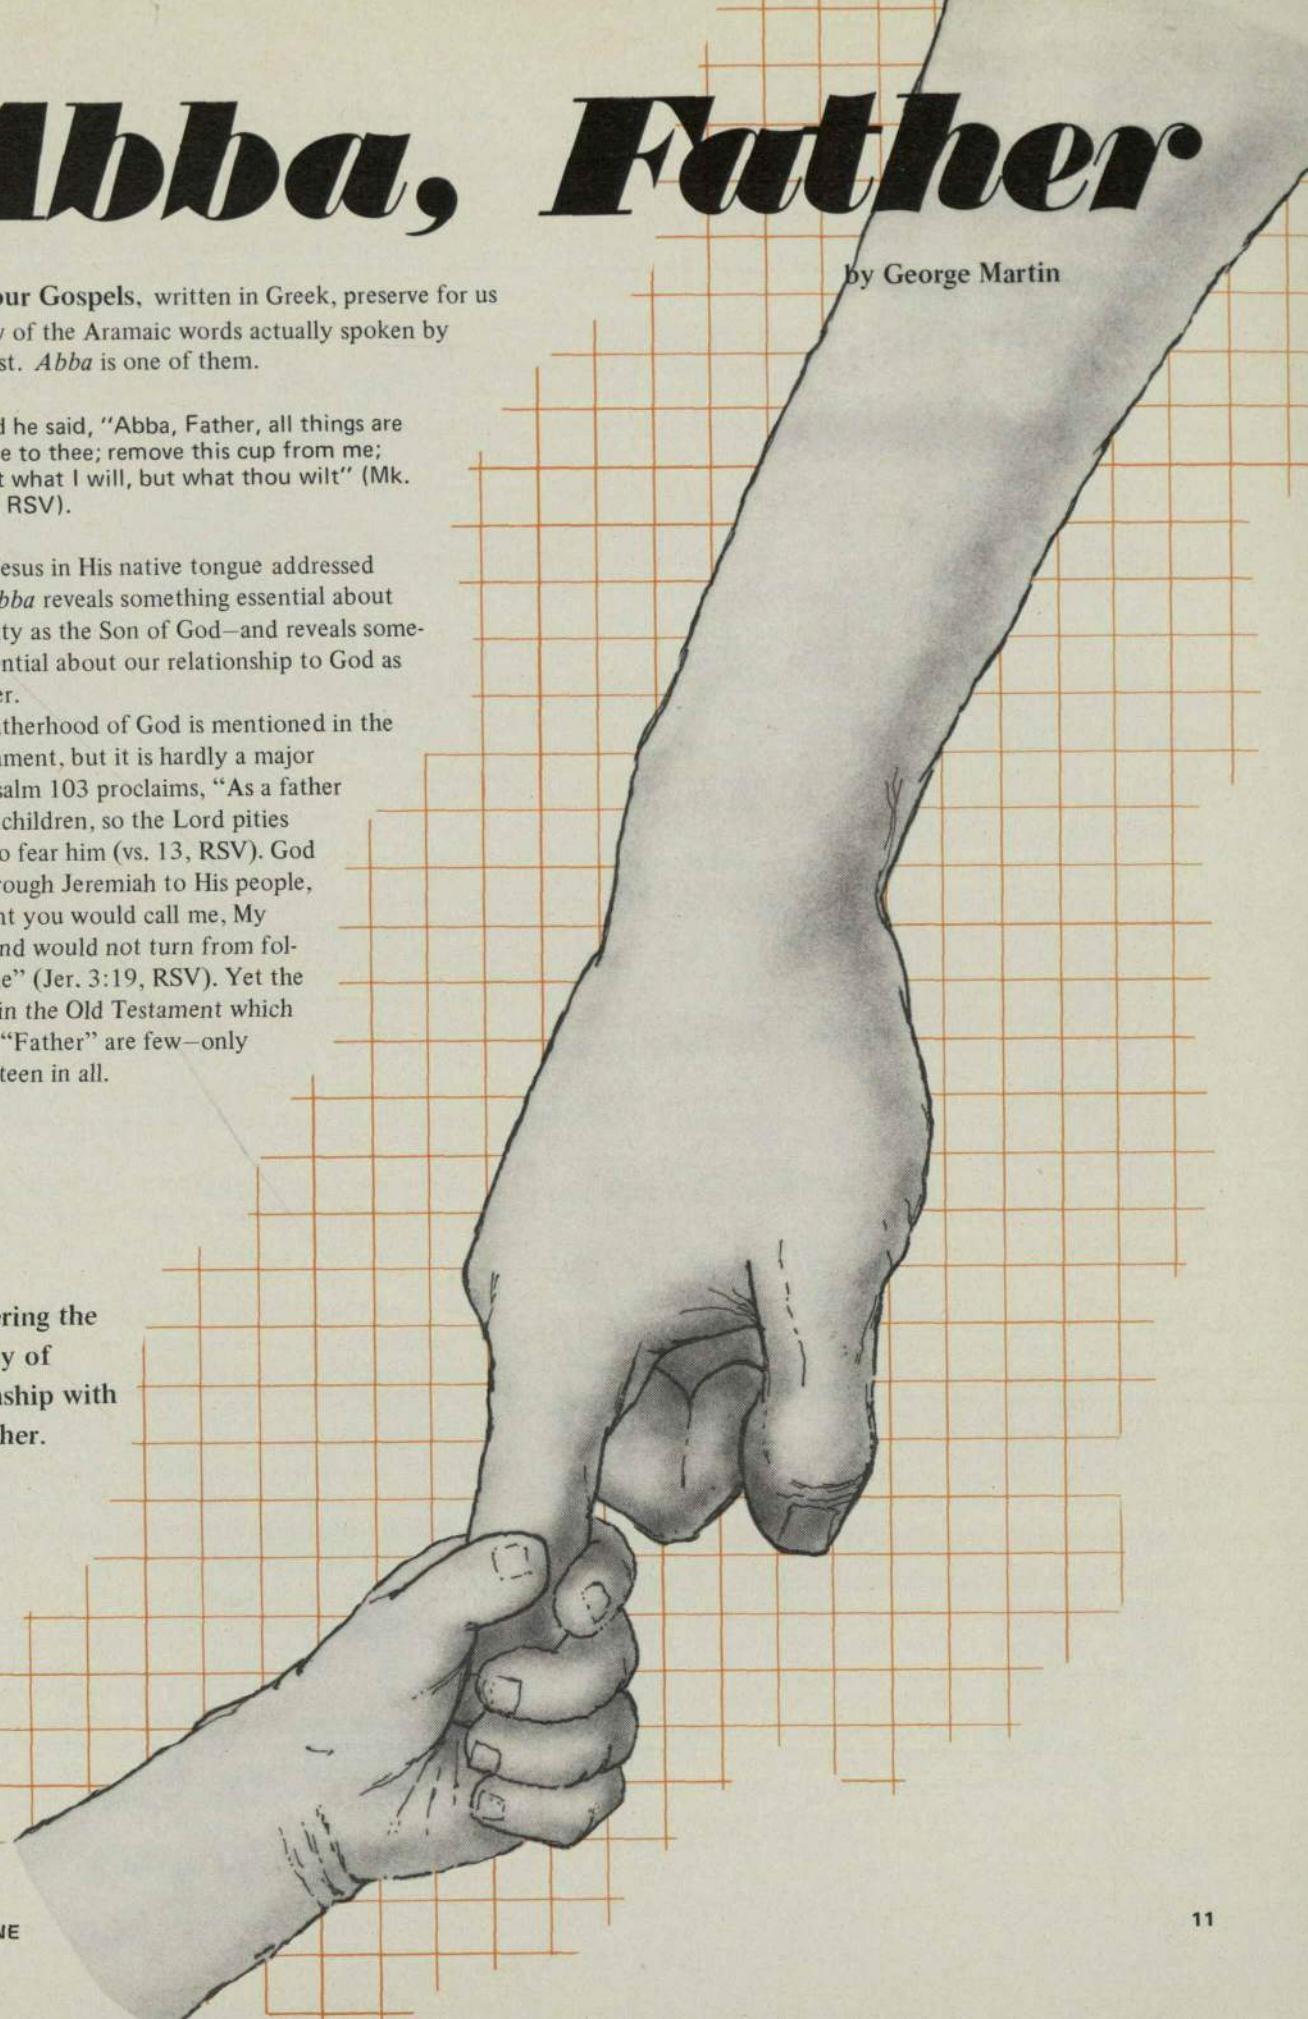 Abba, Father
by George Martin
our Gospels, written in Greek, preserve for us
of the Aramaic words actually spoken by
st. Abba is one of them.
he said, "Abba, Father, all things are
e to thee; remove this cup from me;
t what I will, but what thou wilt" (Mk.
RSV).
esus in His native tongue addressed
bba reveals something essential about
ty as the Son of God—and reveals some-
ntial about our relationship to God as
er.
therhood of God is mentioned in the
ment, but it is hardly a major
salm 103 proclaims, "As a father
children, so the Lord pities
o fear him (vs. 13, RSV). God
rough Jeremiah to His people,
ht you would call me, My
nd would not turn from fol-
e" (Jer. 3:19, RSV). Yet the
in the Old Testament which
"Father" are few—only
teen in all.
ring the
y of
ship with
her.
NE
11